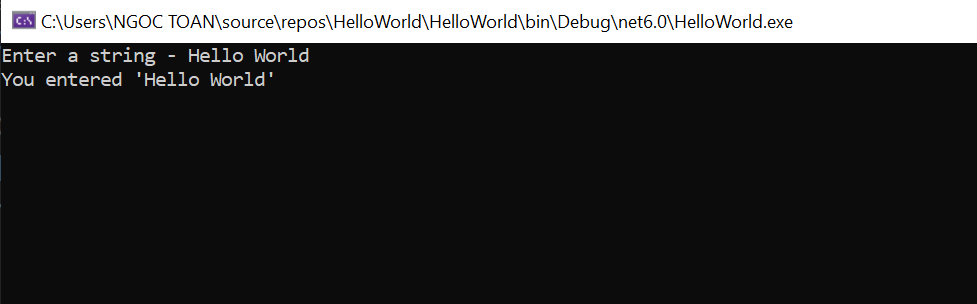 C:\Users\NGOC TOAN\source\repos\HelloWorld\HelloWorld\bin\Debug\net6.0\HelloWorld.exe
Enter a string - Hello World
You entered 'Hello World'